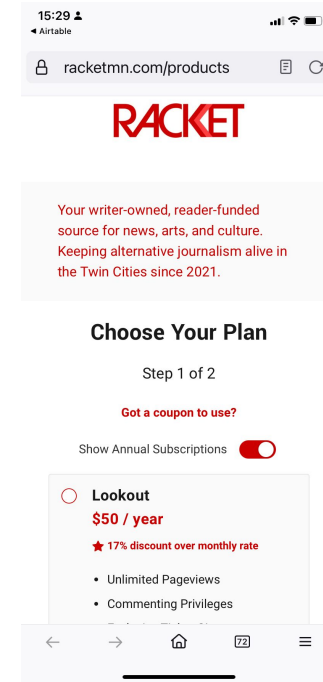 15:29
◀ Airtable
racketmn.com/products
RACKET
Your writer-owned, reader-funded
source for news, arts, and culture.
Keeping alternative journalism alive in
the Twin Cities since 2021.
Choose Your Plan
Step 1 of 2
Got a coupon to use?
Show Annual Subscriptions
Lookout
$50 / year
★ 17% discount over monthly rate
• Unlimited Pageviews
• Commenting Privileges
72